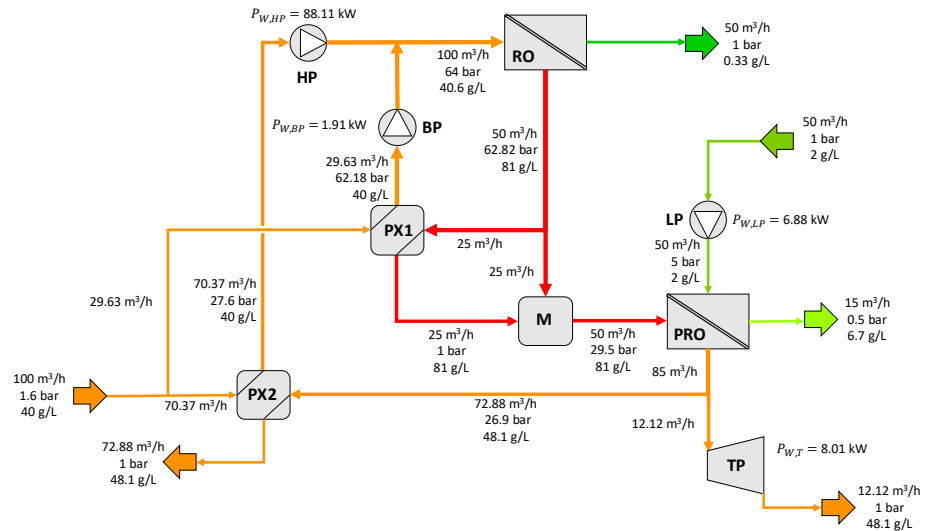 P_W,HP = 88.11 kW
HP
100 m³/h
64 bar
40.6 g/L
RO
50 m³/h
1 bar
0.33 g/L
P_W,BP = 1.91 kW
BP
50 m³/h
62.82 bar
81 g/L
50 m³/h
1 bar
2 g/L
29.63 m³/h
62.18 bar
40 g/L
PX1
25 m³/h
25 m³/h
LP
P_W,LP = 6.88 kW
50 m³/h
5 bar
2 g/L
29.63 m³/h
70.37 m³/h
27.6 bar
40 g/L
25 m³/h
1 bar
81 g/L
M
50 m³/h
29.5 bar
81 g/L
PRO
15 m³/h
0.5 bar
6.7 g/L
85 m³/h
100 m³/h
1.6 bar
40 g/L
70.37 m³/h
PX2
72.88 m³/h
26.9 bar
48.1 g/L
12.12 m³/h
72.88 m³/h
1 bar
48.1 g/L
TP
P_W,T = 8.01 kW
12.12 m³/h
1 bar
48.1 g/L